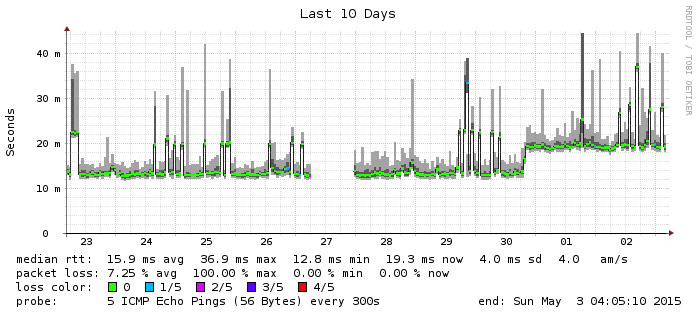 Last 10 Days
RRDTOOL / TOBI OETIKER
Seconds
40 m
30 m
20 m
10 m
0
23 24 25 26 27 28 29 30 01 02
median rtt: 15.9 ms avg 36.9 ms max 12.8 ms min 19.3 ms now 4.0 ms sd 4.0 am/s
packet loss: 7.25 % avg 100.00 % max 0.00 % min 0.00 % now
loss color: 0 1/5 2/5 3/5 4/5
probe: 5 ICMP Echo Pings (56 Bytes) every 300s end: Sun May 3 04:05:10 2015